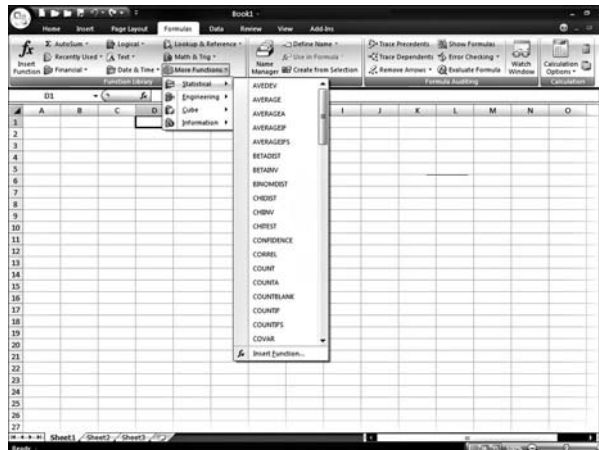 Book1 -
Home Insert Page Layout Formulas Data Review View Add-Ins
fx Insert Function
Σ AutoSum
Recently Used
Financial
Logical
Text
Date & Time
Lookup & Reference
Math & Trig
More Functions
Function Library
Name Manager
Define Name
Use in Formula
Create from Selection
Trace Precedents
Trace Dependents
Remove Arrows
Show Formulas
Error Checking
Evaluate Formula
Formula Auditing
Watch Window
Calculation Options
Calculation
D1 fx
Statistical
Engineering
Cube
Information
AVEDEV
AVERAGE
AVERAGEA
AVERAGEIF
AVERAGEIFS
BETADIST
BETAINV
BINOMDIST
CHIDIST
CHIINV
CHITEST
CONFIDENCE
CORREL
COUNT
COUNTA
COUNTBLANK
COUNTIF
COUNTIFS
COVAR
fx Insert Function...
A B C D I J K L M N O
1
2
3
4
5
6
7
8
9
10
11
12
13
14
15
16
17
18
19
20
21
22
23
24
25
26
27
Sheet1 Sheet2 Sheet3
Ready